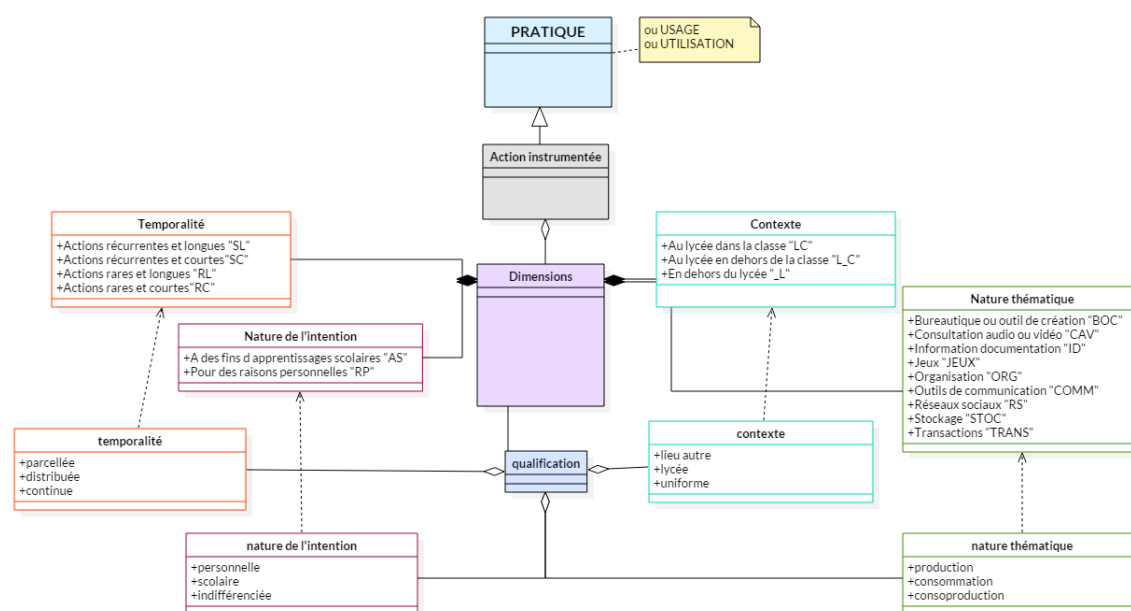 PRATIQUE
ou USAGE
ou UTILISATION
Action instrumentée
Temporalité
+Actions récurrentes et longues "SL"
+Actions récurrentes et courtes"SC"
+Actions rares et longues "RL"
+Actions rares et courtes"RC"
Contexte
+Au lycée dans la classe "LC"
+Au lycée en dehors de la classe "L_C"
+En dehors du lycée "_L"
Dimensions
Nature thématique
+Bureautique ou outil de création "BOC"
+Consultation audio ou vidéo "CAV"
+Information documentation "ID"
+Jeux "JEUX"
+Organisation "ORG"
+Outils de communication "COMM"
+Réseaux sociaux "RS"
+Stockage "STOC"
+Transactions "TRANS"
Nature de l'intention
+A des fins d apprentissages scolaires "AS"
+Pour des raisons personnelles "RP"
temporalité
+parcellée
+distribuée
+continue
qualification
contexte
+lieu autre
+lycée
+uniforme
nature de l'intention
+personnelle
+scolaire
+indifférenciée
nature thématique
+production
+consommation
+consoproduction